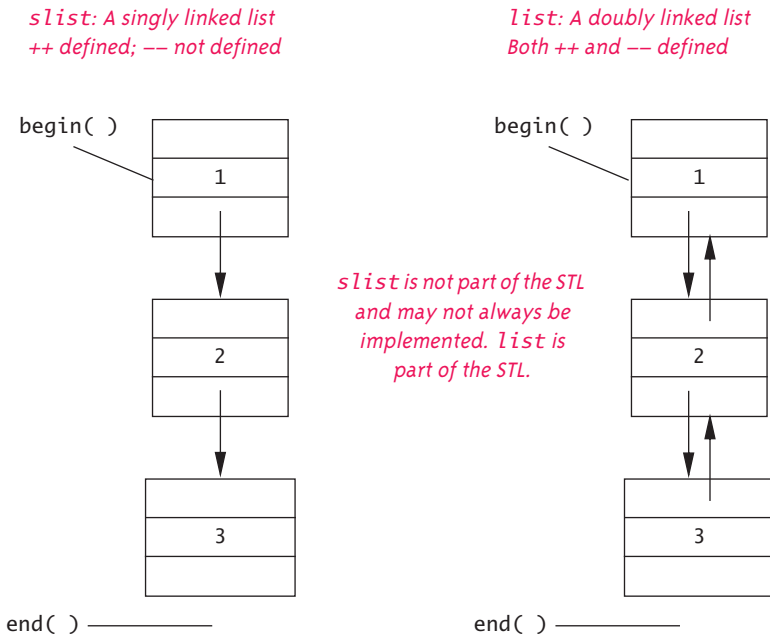 slist: A singly linked list
++ defined; −− not defined
list: A doubly linked list
Both ++ and −− defined
begin( )
1
2
3
end( )
slist is not part of the STL
and may not always be
implemented. list is
part of the STL.
begin( )
1
2
3
end( )